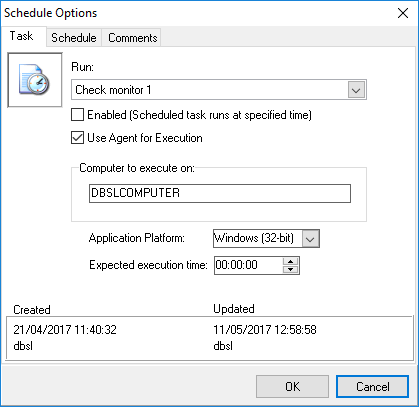 Schedule Options
Task Schedule Comments
Run:
Check monitor 1
Enabled (Scheduled task runs at specified time)
Use Agent for Execution
Computer to execute on:
DBSLCOMPUTER
Application Platform: Windows (32-bit)
Expected execution time: 00:00:00
Created Updated
21/04/2017 11:40:32 11/05/2017 12:58:58
dbsl dbsl
OK Cancel